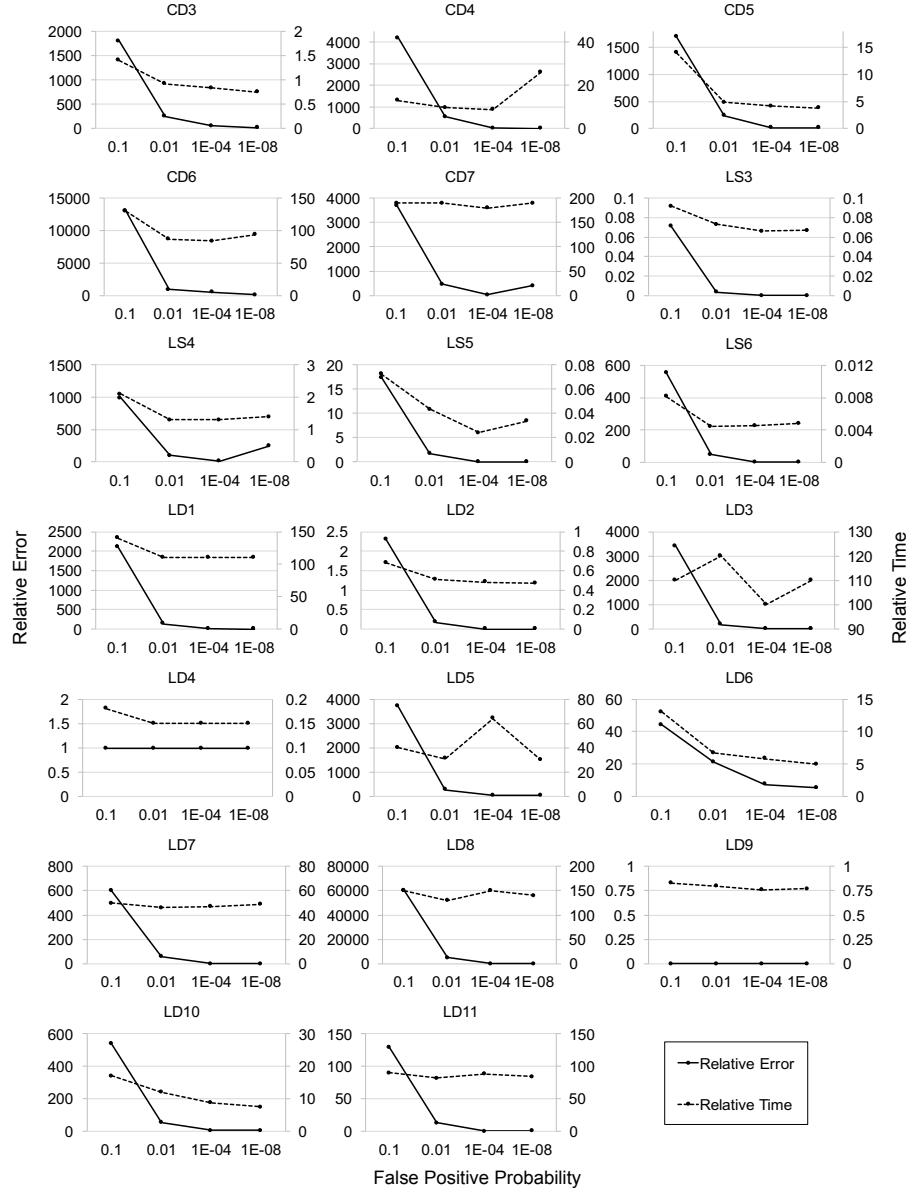 CD3 CD4 CD5
2000 2 4000 40 1500 15
1500 1.5 3000
1000 1 2000 20 1000 10
500 0.5 1000 500 5
0 0 0 0 0 0
0.1 0.01 1E-04 1E-08 0.1 0.01 1E-04 1E-08 0.1 0.01 1E-04 1E-08
CD6 CD7 LS3
15000 150 4000 200 0.1 0.1
3000 150 0.08 0.08
10000 100 0.06 0.06
2000 100 0.04 0.04
5000 50 1000 50 0.02 0.02
0 0 0 0 0 0
0.1 0.01 1E-04 1E-08 0.1 0.01 1E-04 1E-08 0.1 0.01 1E-04 1E-08
LS4 LS5 LS6
1500 3 20 0.08 600 0.012
1000 2 15 0.06 400 0.008
10 0.04
500 1 5 0.02 200 0.004
0 0 0 0 0 0
0.1 0.01 1E-04 1E-08 0.1 0.01 1E-04 1E-08 0.1 0.01 1E-04 1E-08
LD1 LD2 LD3
2500 150 2.5 1 4000 130
2000 2 0.8 3000 120
1500 100 1.5 0.6 2000 110
1000 50 1 0.4 1000 100
500 0.5 0.2
0 0 0 0 0 90
0.1 0.01 1E-04 1E-08 0.1 0.01 1E-04 1E-08 0.1 0.01 1E-04 1E-08
Relative Error
Relative Time
LD4 LD5 LD6
2 0.2 4000 80 60 15
1.5 0.15 3000 60 40 10
1 0.1 2000 40
0.5 0.05 1000 20 20 5
0 0 0 0 0 0
0.1 0.01 1E-04 1E-08 0.1 0.01 1E-04 1E-08 0.1 0.01 1E-04 1E-08
LD7 LD8 LD9
800 80 80000 200 1 1
600 60 60000 150 0.75 0.75
400 40 40000 100 0.5 0.5
200 20 20000 50 0.25 0.25
0 0 0 0 0 0
0.1 0.01 1E-04 1E-08 0.1 0.01 1E-04 1E-08 0.1 0.01 1E-04 1E-08
LD10 LD11
600 30 150 150
400 20 100 100
200 10 50 50
0 0 0 0
0.1 0.01 1E-04 1E-08 0.1 0.01 1E-04 1E-08
Relative Error
Relative Time
False Positive Probability